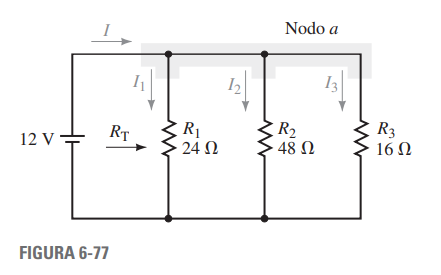 I
Nodo a
I1
I2
I3
12 V
RT
R1
24 Ω
R2
48 Ω
R3
16 Ω
FIGURA 6-77